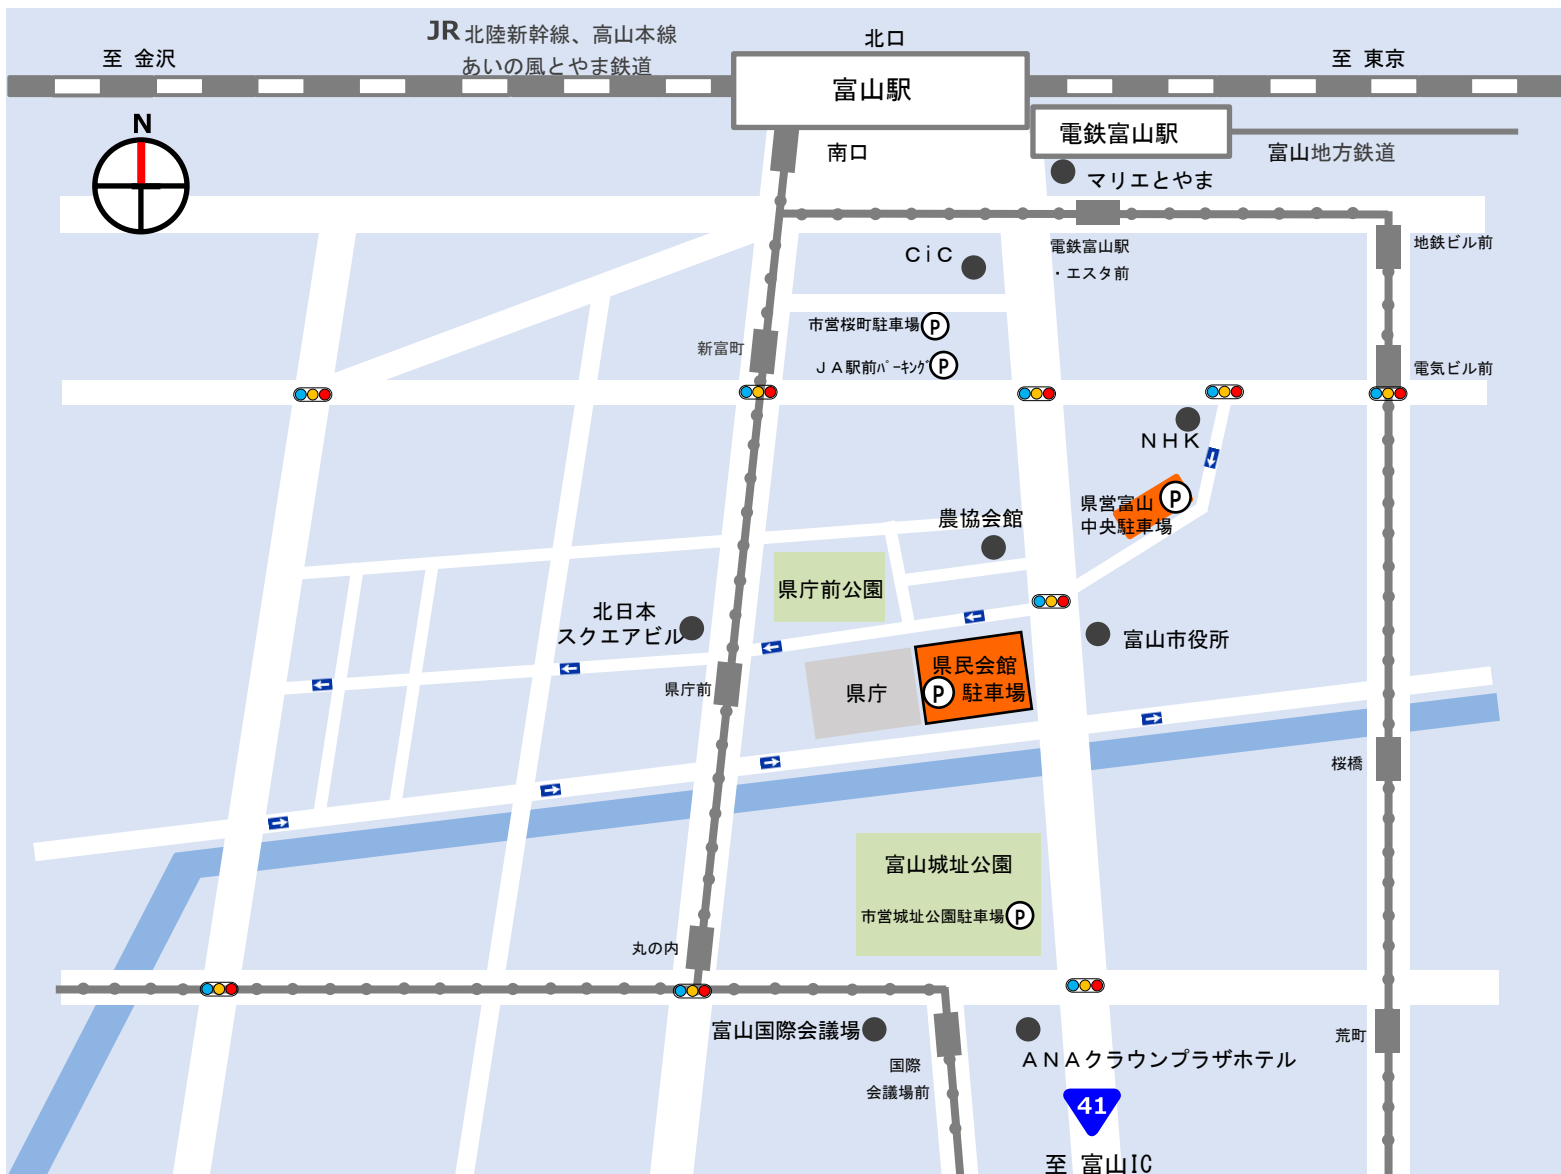 JR 北陸新幹線、高山本線
あいの風とやま鉄道
至 金沢
北口
至 東京
富山駅
電鉄富山駅
N
南口
富山地方鉄道
マリエとやま
CiC
電鉄富山駅
・エスタ前
地鉄ビル前
市営桜町駐車場 P
新富町
JA駅前パーキング P
電気ビル前
NHK
県営富山 P
中央駐車場
農協会館
県庁前公園
北日本
スクエアビル
富山市役所
県民会館
P 駐車場
県庁
県庁前
桜橋
富山城址公園
市営城址公園駐車場 P
丸の内
富山国際会議場
国際
会議場前
ANAクラウンプラザホテル
荒町
41
至 富山IC